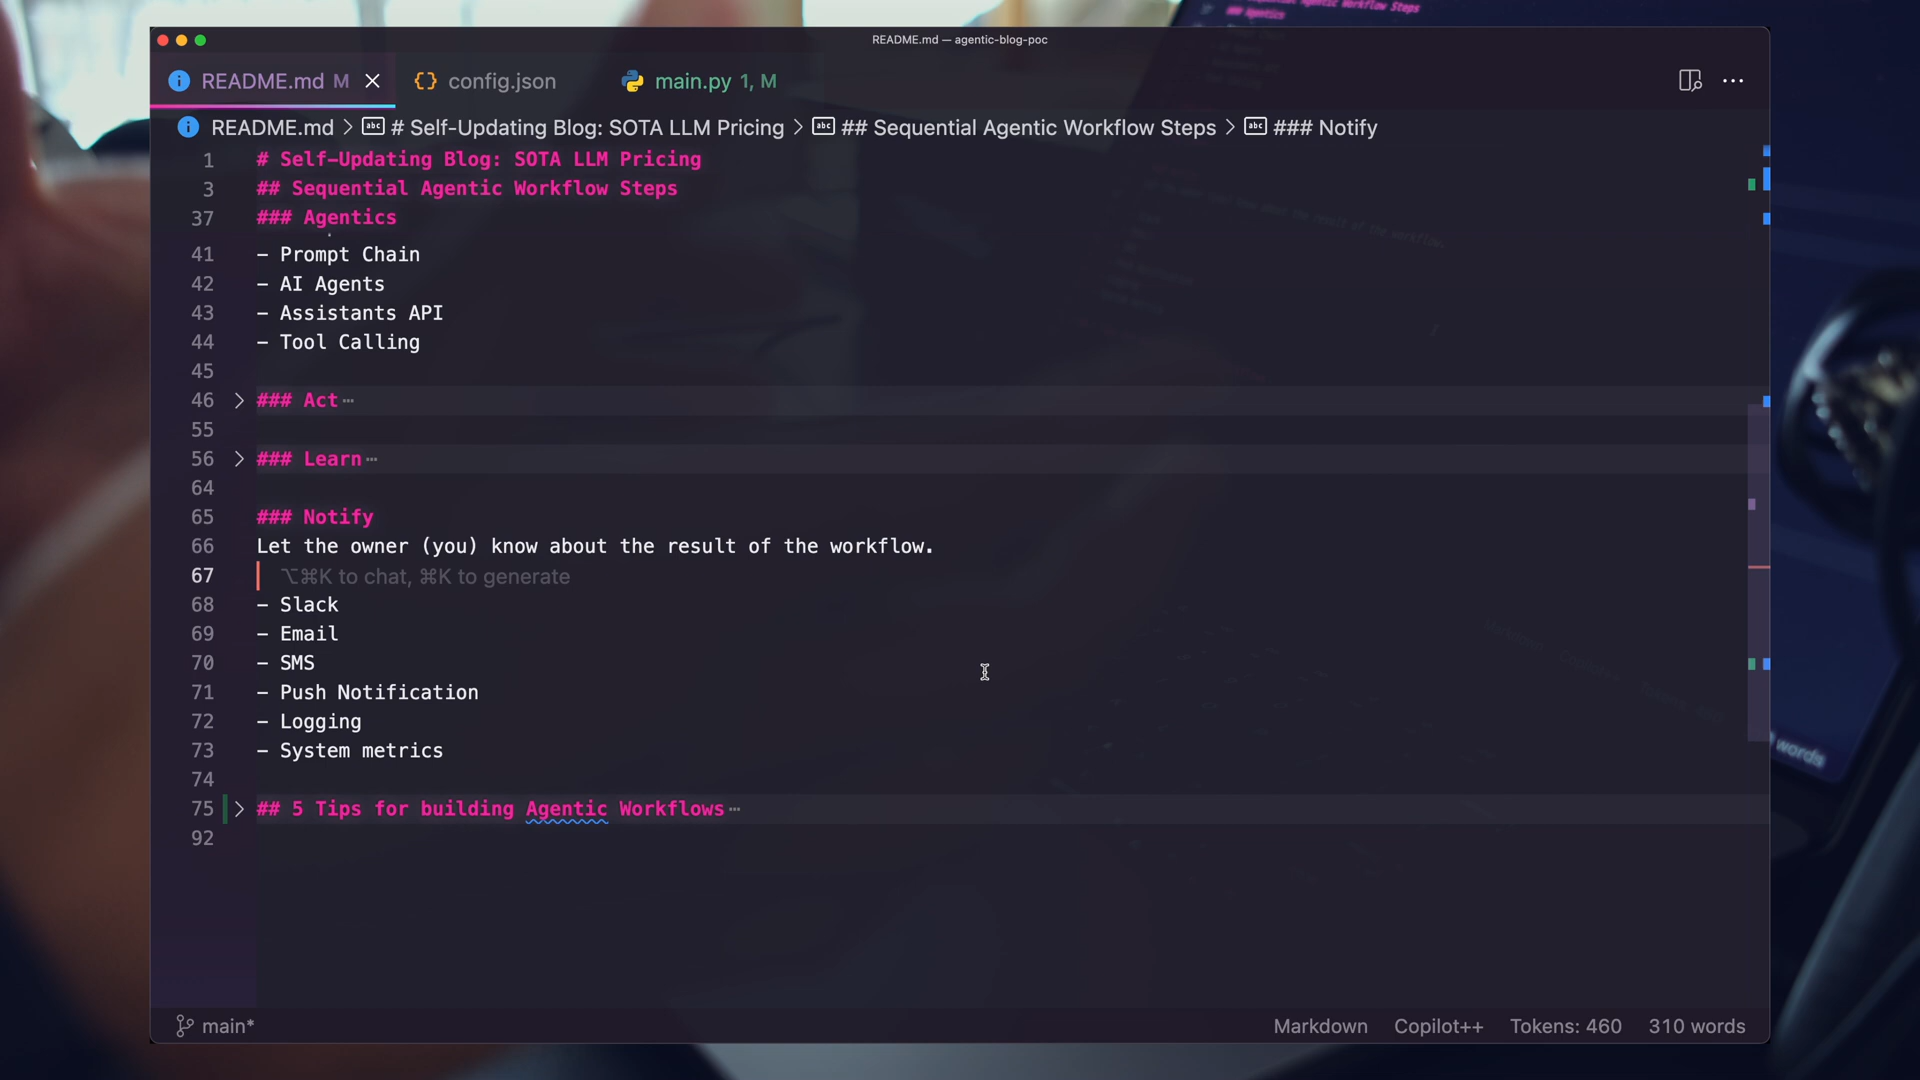 README.md — agentic-blog-poc
README.md M
config.json
main.py 1, M
README.md > # Self-Updating Blog: SOTA LLM Pricing > ## Sequential Agentic Workflow Steps > ### Notify
1 # Self-Updating Blog: SOTA LLM Pricing
3 ## Sequential Agentic Workflow Steps
37 ### Agentics
41 - Prompt Chain
42 - AI Agents
43 - Assistants API
44 - Tool Calling
45
46 ### Act
55
56 ### Learn
64
65 ### Notify
66 Let the owner (you) know about the result of the workflow.
67 ⌥⌘K to chat, ⌘K to generate
68 - Slack
69 - Email
70 - SMS
71 - Push Notification
72 - Logging
73 - System metrics
74
75 ## 5 Tips for building Agentic Workflows
92
main*
Markdown Copilot++ Tokens: 460 310 words
words